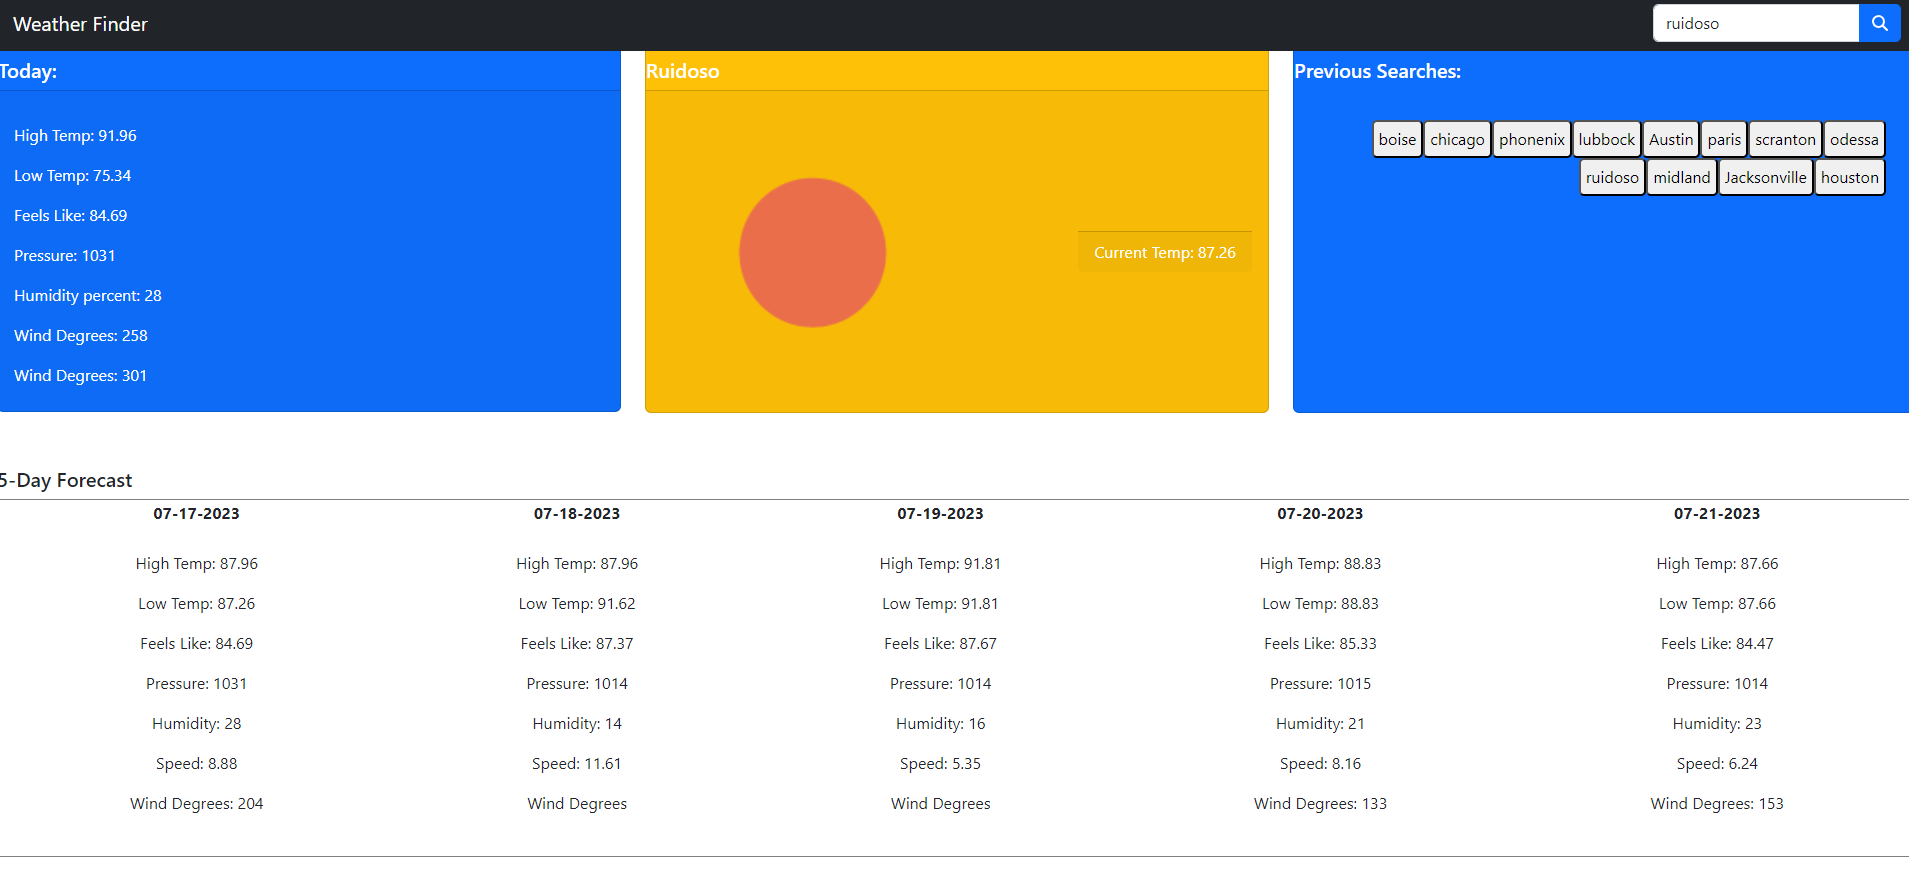 Weather Finder
ruidoso
Today:
High Temp: 91.96
Low Temp: 75.34
Feels Like: 84.69
Pressure: 1031
Humidity percent: 28
Wind Degrees: 258
Wind Degrees: 301
Ruidoso
Current Temp: 87.26
Previous Searches:
boise chicago phonenix lubbock Austin paris scranton odessa
ruidoso midland Jacksonville houston
5-Day Forecast
07-17-2023
High Temp: 87.96
Low Temp: 87.26
Feels Like: 84.69
Pressure: 1031
Humidity: 28
Speed: 8.88
Wind Degrees: 204
07-18-2023
High Temp: 87.96
Low Temp: 91.62
Feels Like: 87.37
Pressure: 1014
Humidity: 14
Speed: 11.61
Wind Degrees
07-19-2023
High Temp: 91.81
Low Temp: 91.81
Feels Like: 87.67
Pressure: 1014
Humidity: 16
Speed: 5.35
Wind Degrees
07-20-2023
High Temp: 88.83
Low Temp: 88.83
Feels Like: 85.33
Pressure: 1015
Humidity: 21
Speed: 8.16
Wind Degrees: 133
07-21-2023
High Temp: 87.66
Low Temp: 87.66
Feels Like: 84.47
Pressure: 1014
Humidity: 23
Speed: 6.24
Wind Degrees: 153